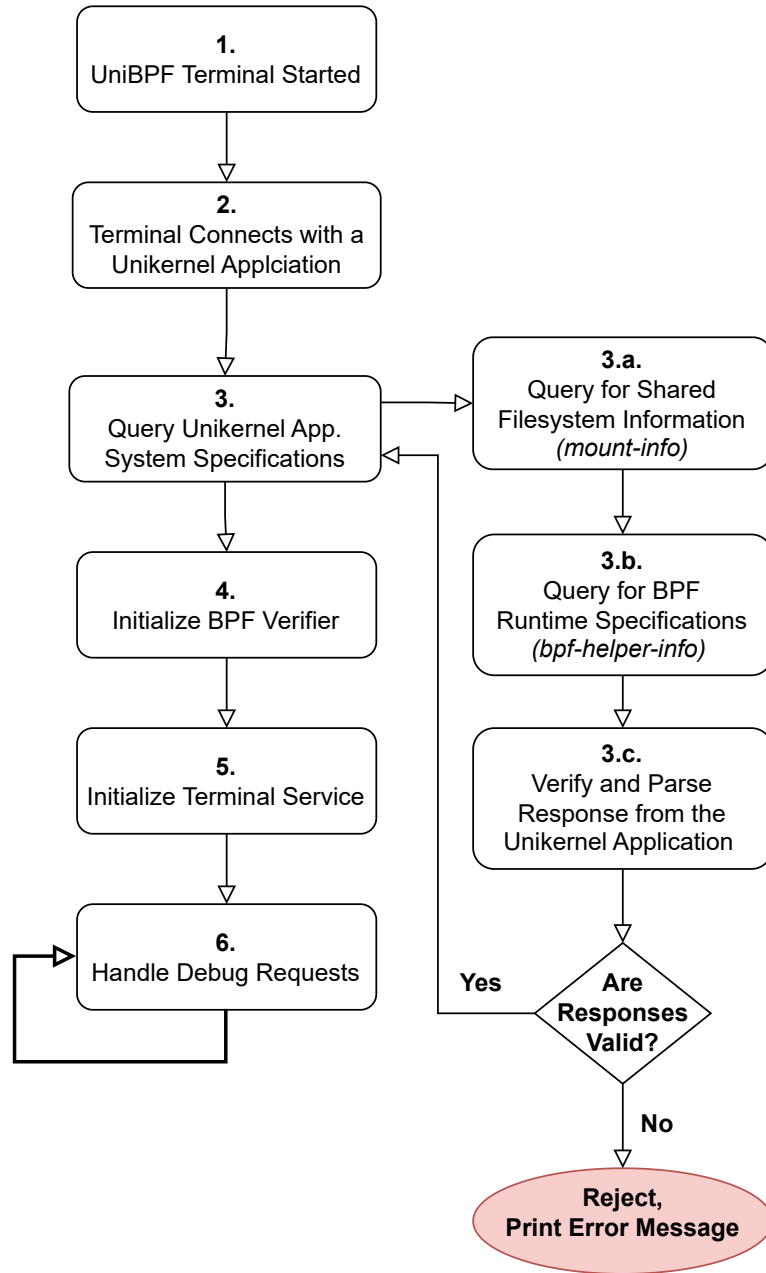 1.
UniBPF Terminal Started
2.
Terminal Connects with a
Unikernel Applciation
3.
Query Unikernel App.
System Specifications
4.
Initialize BPF Verifier
5.
Initialize Terminal Service
6.
Handle Debug Requests
3.a.
Query for Shared
Filesystem Information
(mount-info)
3.b.
Query for BPF
Runtime Specifications
(bpf-helper-info)
3.c.
Verify and Parse
Response from the
Unikernel Application
Yes
Are
Responses
Valid?
No
Reject,
Print Error Message